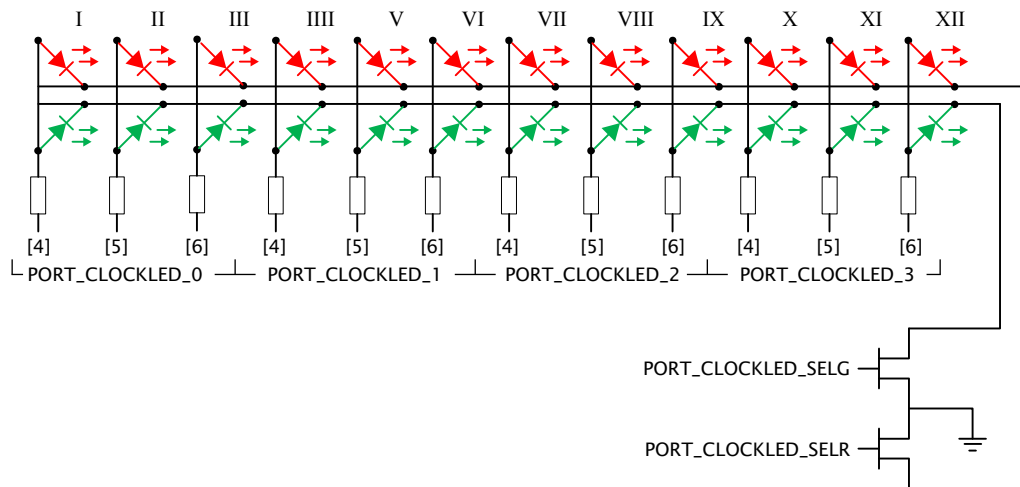 I II III IIII V VI VII VIII IX X XI XII
[4] [5] [6] [4] [5] [6] [4] [5] [6] [4] [5] [6]
PORT_CLOCKLED_0 PORT_CLOCKLED_1 PORT_CLOCKLED_2 PORT_CLOCKLED_3
PORT_CLOCKLED_SELG
PORT_CLOCKLED_SELR